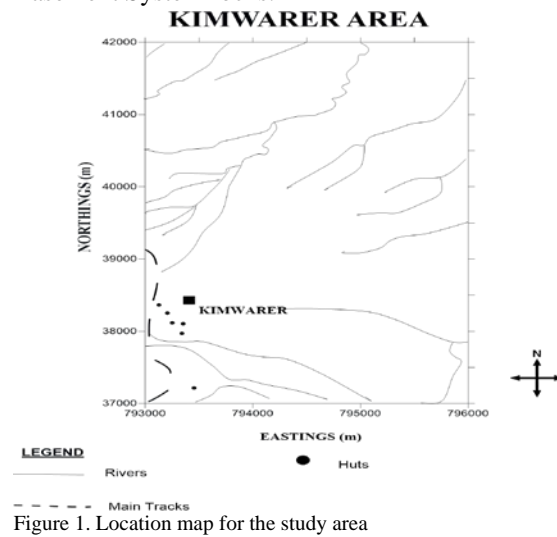 KIMWARER AREA
42000
41000
40000
39000
38000
37000
NORTHINGS (m)
KIMWARER
N
793000 794000 795000 796000
EASTINGS (m)
LEGEND
Rivers
Huts
Main Tracks
Figure 1. Location map for the study area